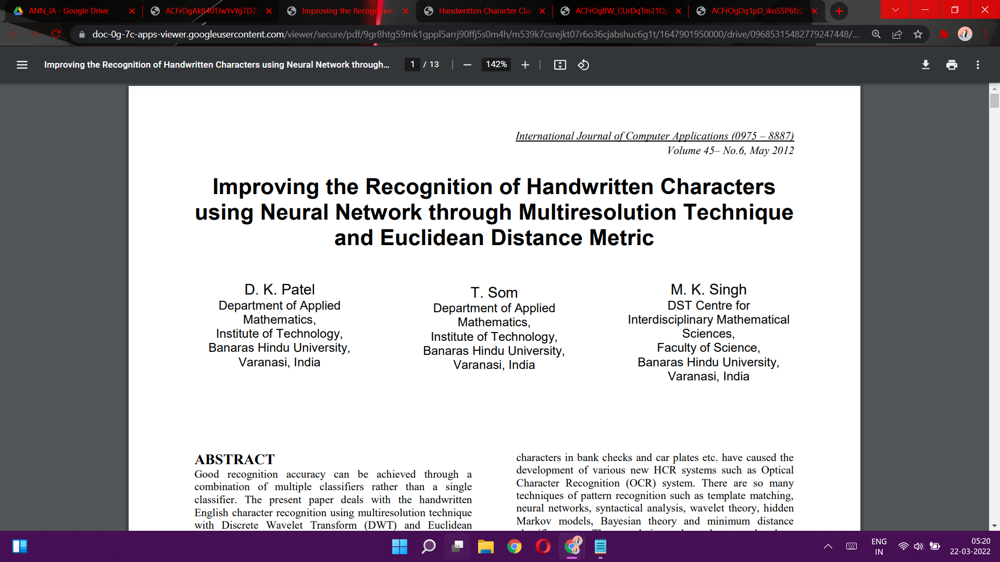 ANN_IA - Google Drive
ACFrOgAkB40TJwYvYg7D22
Improving the Recognition
Handwritten Character Clas
ACFrOgBW_CUrDqTm21Qy
ACFrOgDq1pD_ikoS5P6fz2
doc-0g-7c-apps-viewer.googleusercontent.com/viewer/secure/pdf/9gr8htg59mk1gppl5arrj90ffj5s0m4h/m539k7csrejkt07r6o36cjabshuc6g1t/1647901950000/drive/09685315482779247448/...
Improving the Recognition of Handwritten Characters using Neural Network through...
1 / 13
142%
International Journal of Computer Applications (0975 – 8887)
Volume 45– No.6, May 2012
Improving the Recognition of Handwritten Characters
using Neural Network through Multiresolution Technique
and Euclidean Distance Metric
D. K. Patel
Department of Applied
Mathematics,
Institute of Technology,
Banaras Hindu University,
Varanasi, India
T. Som
Department of Applied
Mathematics,
Institute of Technology,
Banaras Hindu University,
Varanasi, India
M. K. Singh
DST Centre for
Interdisciplinary Mathematical
Sciences,
Faculty of Science,
Banaras Hindu University,
Varanasi, India
ABSTRACT
Good recognition accuracy can be achieved through a
combination of multiple classifiers rather than a single
classifier. The present paper deals with the handwritten
English character recognition using multiresolution technique
with Discrete Wavelet Transform (DWT) and Euclidean
characters in bank checks and car plates etc. have caused the
development of various new HCR systems such as Optical
Character Recognition (OCR) system. There are so many
techniques of pattern recognition such as template matching,
neural networks, syntactical analysis, wavelet theory, hidden
Markov models, Bayesian theory and minimum distance
ENG
IN
05:20
22-03-2022